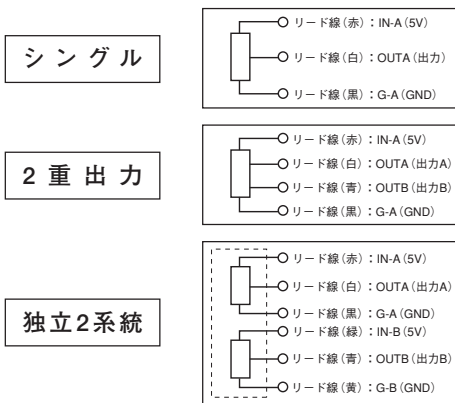 シングル
リード線(赤):IN-A(5V)
リード線(白):OUTA(出力)
リード線(黒):G-A(GND)
2重出力
リード線(赤):IN-A(5V)
リード線(白):OUTA(出力A)
リード線(青):OUTB(出力B)
リード線(黒):G-A(GND)
独立2系統
リード線(赤):IN-A(5V)
リード線(白):OUTA(出力A)
リード線(黒):G-A(GND)
リード線(緑):IN-B(5V)
リード線(青):OUTB(出力B)
リード線(黄):G-B(GND)